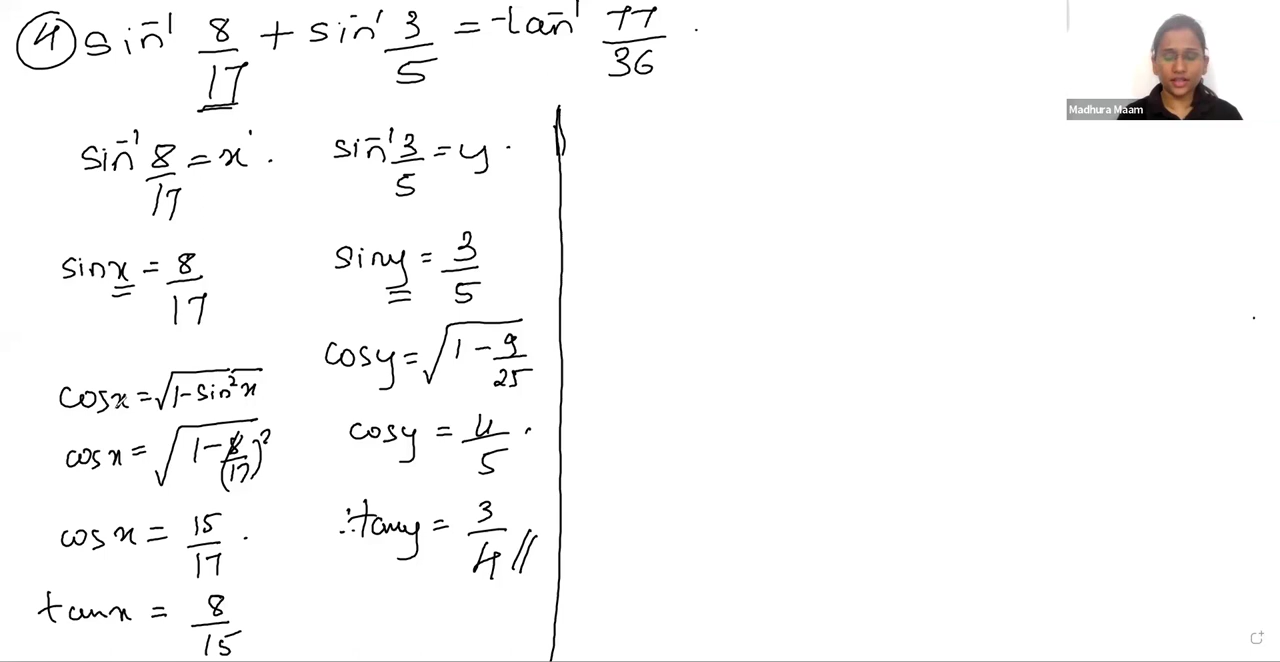 ④ sin⁻¹ 8/17 + sin⁻¹ 3/5 = tan⁻¹ 77/36 .
Madhura Maam
sin⁻¹ 8/17 = x .
sin x = 8/17
cos x = √(1 - sin² x)
cos x = √(1 - (8/17)²)
cos x = 15/17 .
tan x = 8/15
sin⁻¹ 3/5 = y .
sin y = 3/5
cos y = √(1 - 9/25)
cos y = 4/5 .
∴ tan y = 3/4 //